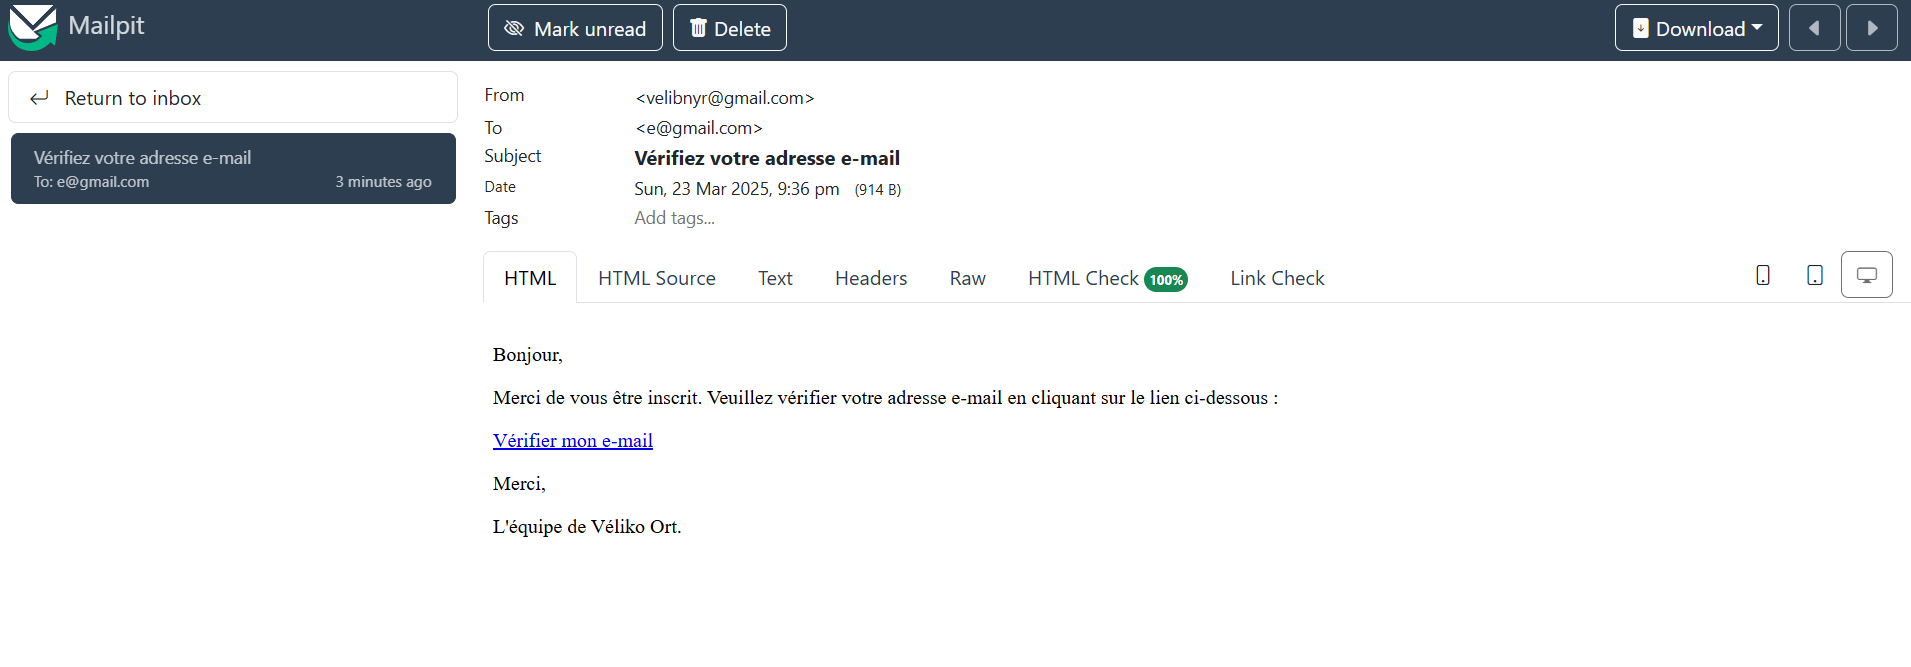 Mailpit
Mark unread
Delete
Download
Return to inbox
Vérifiez votre adresse e-mail
To: e@gmail.com 3 minutes ago
From <velibnyr@gmail.com>
To <e@gmail.com>
Subject Vérifiez votre adresse e-mail
Date Sun, 23 Mar 2025, 9:36 pm (914 B)
Tags Add tags...
HTML HTML Source Text Headers Raw HTML Check 100% Link Check
Bonjour,
Merci de vous être inscrit. Veuillez vérifier votre adresse e-mail en cliquant sur le lien ci-dessous :
Vérifier mon e-mail
Merci,
L'équipe de Véliko Ort.